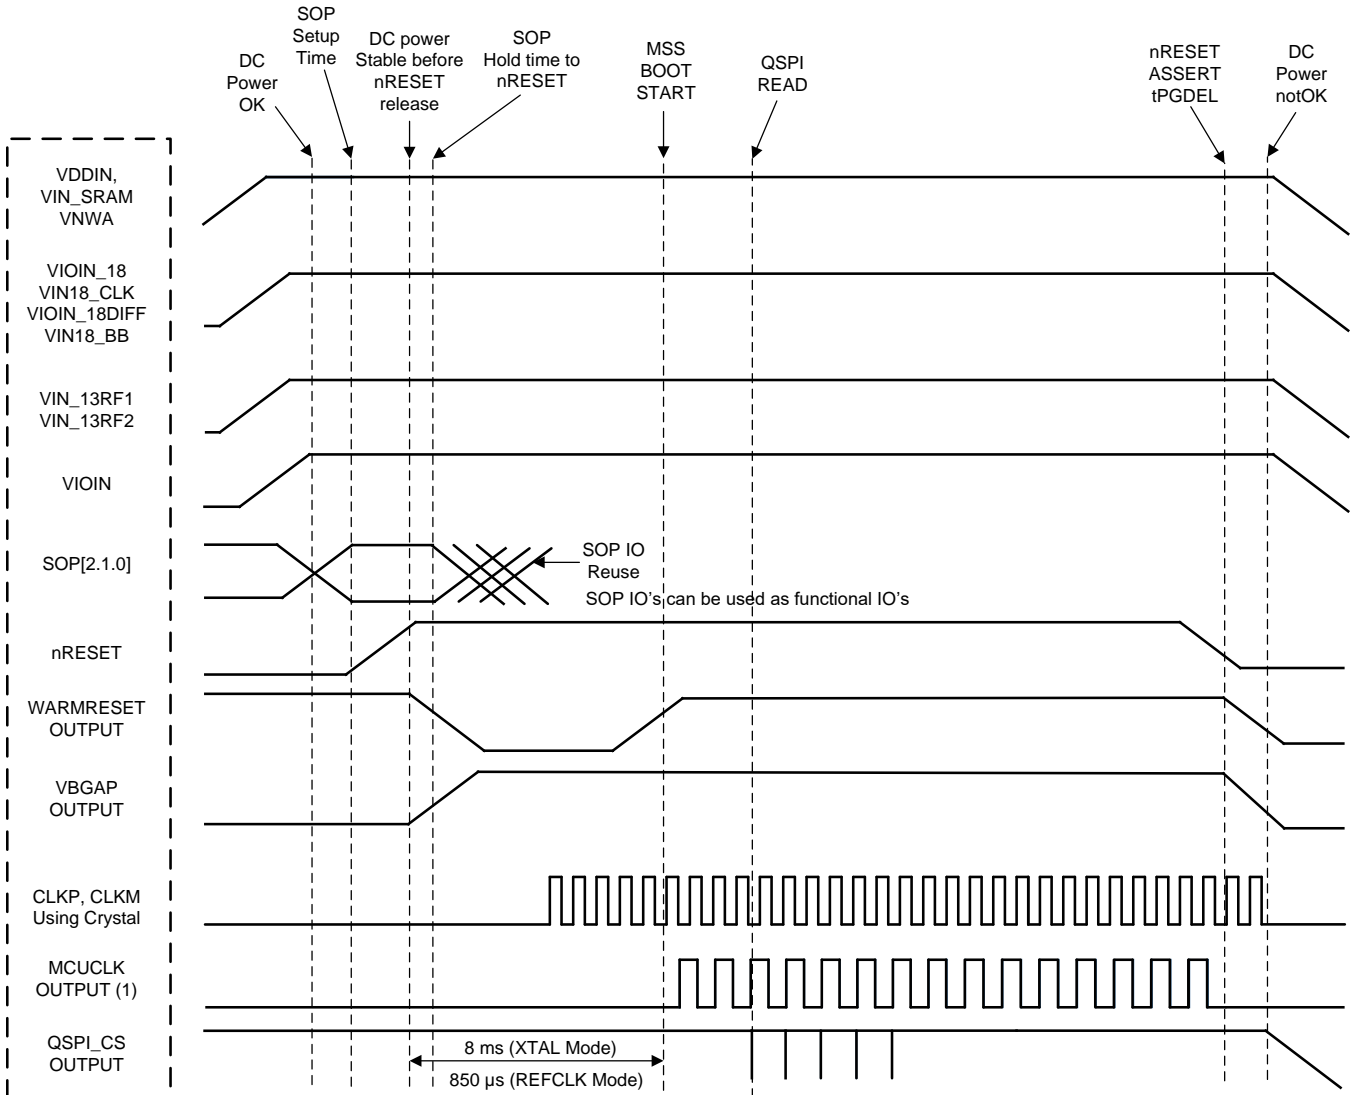 SOP
Setup
Time
DC
Power
OK
DC power
Stable before
nRESET
release
SOP
Hold time to
nRESET
MSS
BOOT
START
QSPI
READ
nRESET
ASSERT
tPGDEL
DC
Power
notOK
VDDIN,
VIN_SRAM
VNWA
VIOIN_18
VIN18_CLK
VIOIN_18DIFF
VIN18_BB
VIN_13RF1
VIN_13RF2
VIOIN
SOP[2.1.0]
SOP IO
Reuse
SOP IO's can be used as functional IO's
nRESET
WARMRESET
OUTPUT
VBGAP
OUTPUT
CLKP, CLKM
Using Crystal
MCUCLK
OUTPUT (1)
QSPI_CS
OUTPUT
8 ms (XTAL Mode)
850 µs (REFCLK Mode)